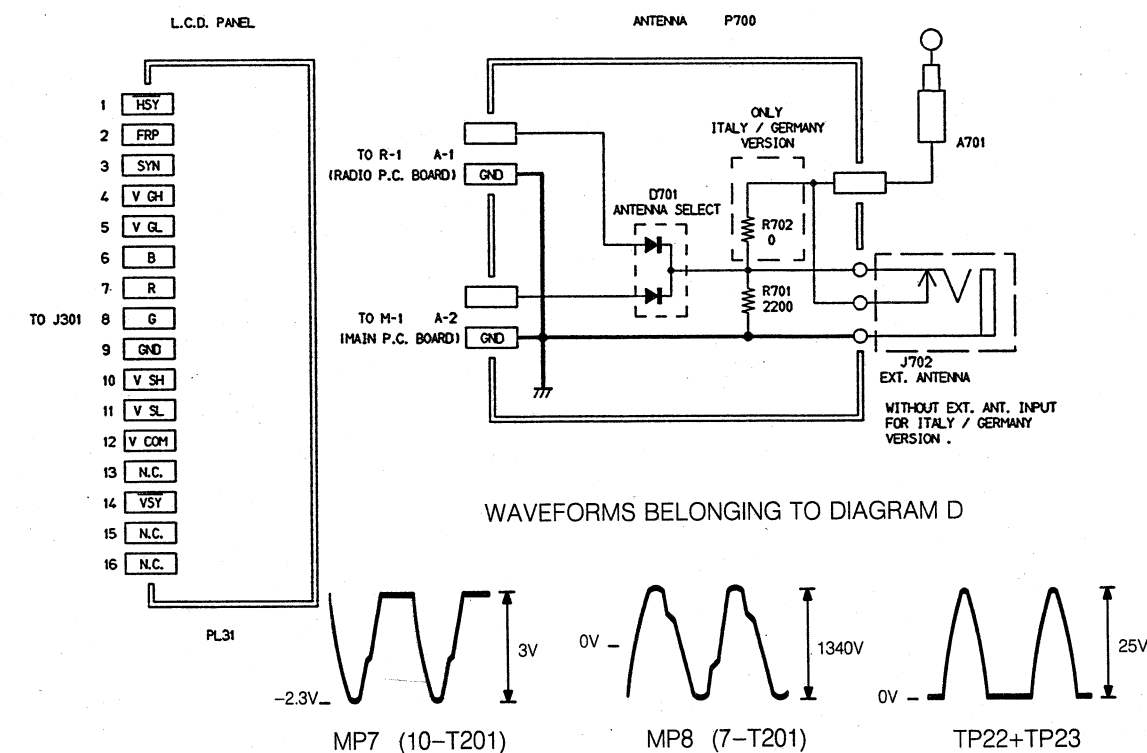 L.C.D. PANEL
1 HSY
2 FRP
3 SYN
4 V GH
5 V GL
6 B
7 R
TO J301 8 G
9 GND
10 V SH
11 V SL
12 V COM
13 N.C.
14 VSY
15 N.C.
16 N.C.
PL31
ANTENNA P700
TO R-1 A-1
(RADIO P.C. BOARD) GND
D701
ANTENNA SELECT
ONLY
ITALY / GERMANY
VERSION
R702
0
R701
2200
A701
TO M-1 A-2
(MAIN P.C. BOARD) GND
J702
EXT. ANTENNA
WITHOUT EXT. ANT. INPUT
FOR ITALY / GERMANY
VERSION .
WAVEFORMS BELONGING TO DIAGRAM D
3V
-2.3V
MP7 (10-T201)
0V
1340V
MP8 (7-T201)
25V
0V
TP22+TP23